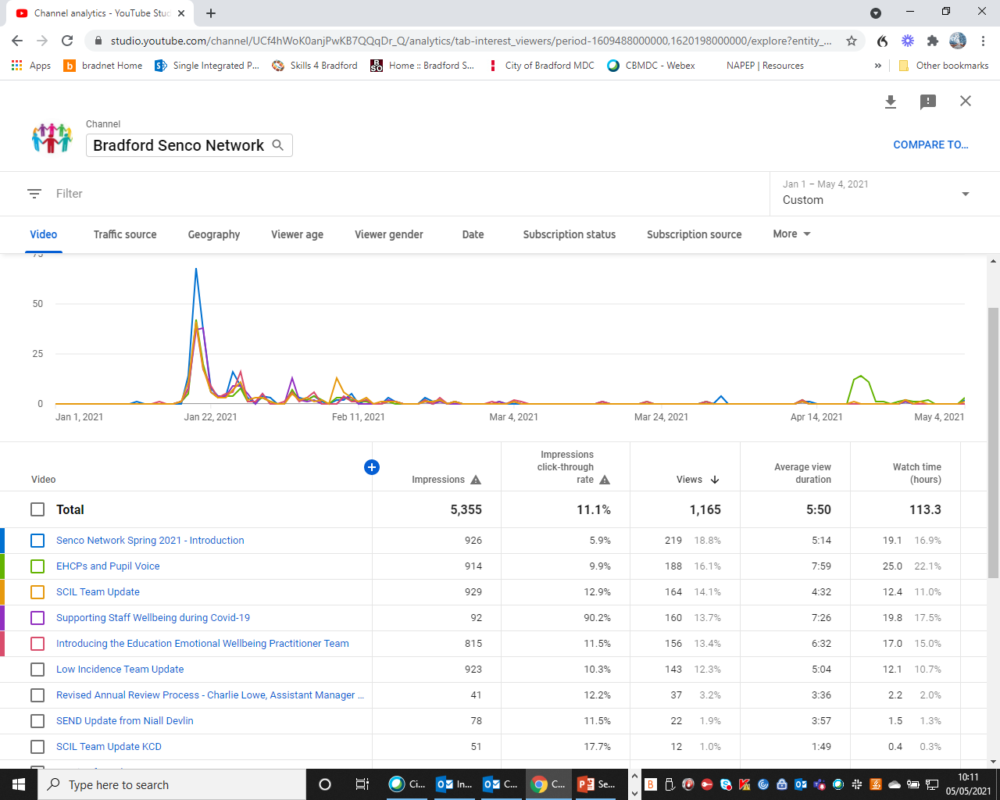 Channel analytics - YouTube Stud
studio.youtube.com/channel/UCf4hWoK0anjPwKB7QQqDr_Q/analytics/tab-interest_viewers/period-1609488000000,1620198000000/explore?entity_...
Apps
bradnet Home
Single Integrated P...
Skills 4 Bradford
BSO
Home :: Bradford S...
City of Bradford MDC
CBMDC - Webex
NAPEP | Resources
»
Other bookmarks
Channel
Bradford Senco Network
COMPARE TO...
Filter
Jan 1 – May 4, 2021
Custom
Video Traffic source Geography Viewer age Viewer gender Date Subscription status Subscription source More
75
50
25
0
Jan 1, 2021 Jan 22, 2021 Feb 11, 2021 Mar 4, 2021 Mar 24, 2021 Apr 14, 2021 May 4, 2021
Video Impressions Impressions click-through rate Views Average view duration Watch time (hours)
Total 5,355 11.1% 1,165 5:50 113.3
Senco Network Spring 2021 - Introduction 926 5.9% 219 18.8% 5:14 19.1 16.9%
EHCPs and Pupil Voice 914 9.9% 188 16.1% 7:59 25.0 22.1%
SCIL Team Update 929 12.9% 164 14.1% 4:32 12.4 11.0%
Supporting Staff Wellbeing during Covid-19 92 90.2% 160 13.7% 7:26 19.8 17.5%
Introducing the Education Emotional Wellbeing Practitioner Team 815 11.5% 156 13.4% 6:32 17.0 15.0%
Low Incidence Team Update 923 10.3% 143 12.3% 5:04 12.1 10.7%
Revised Annual Review Process - Charlie Lowe, Assistant Manager ... 41 12.2% 37 3.2% 3:36 2.2 2.0%
SEND Update from Niall Devlin 78 11.5% 22 1.9% 3:57 1.5 1.3%
SCIL Team Update KCD 51 17.7% 12 1.0% 1:49 0.4 0.3%
Type here to search
Ci...
In...
C...
C...
Se...
10:11
05/05/2021